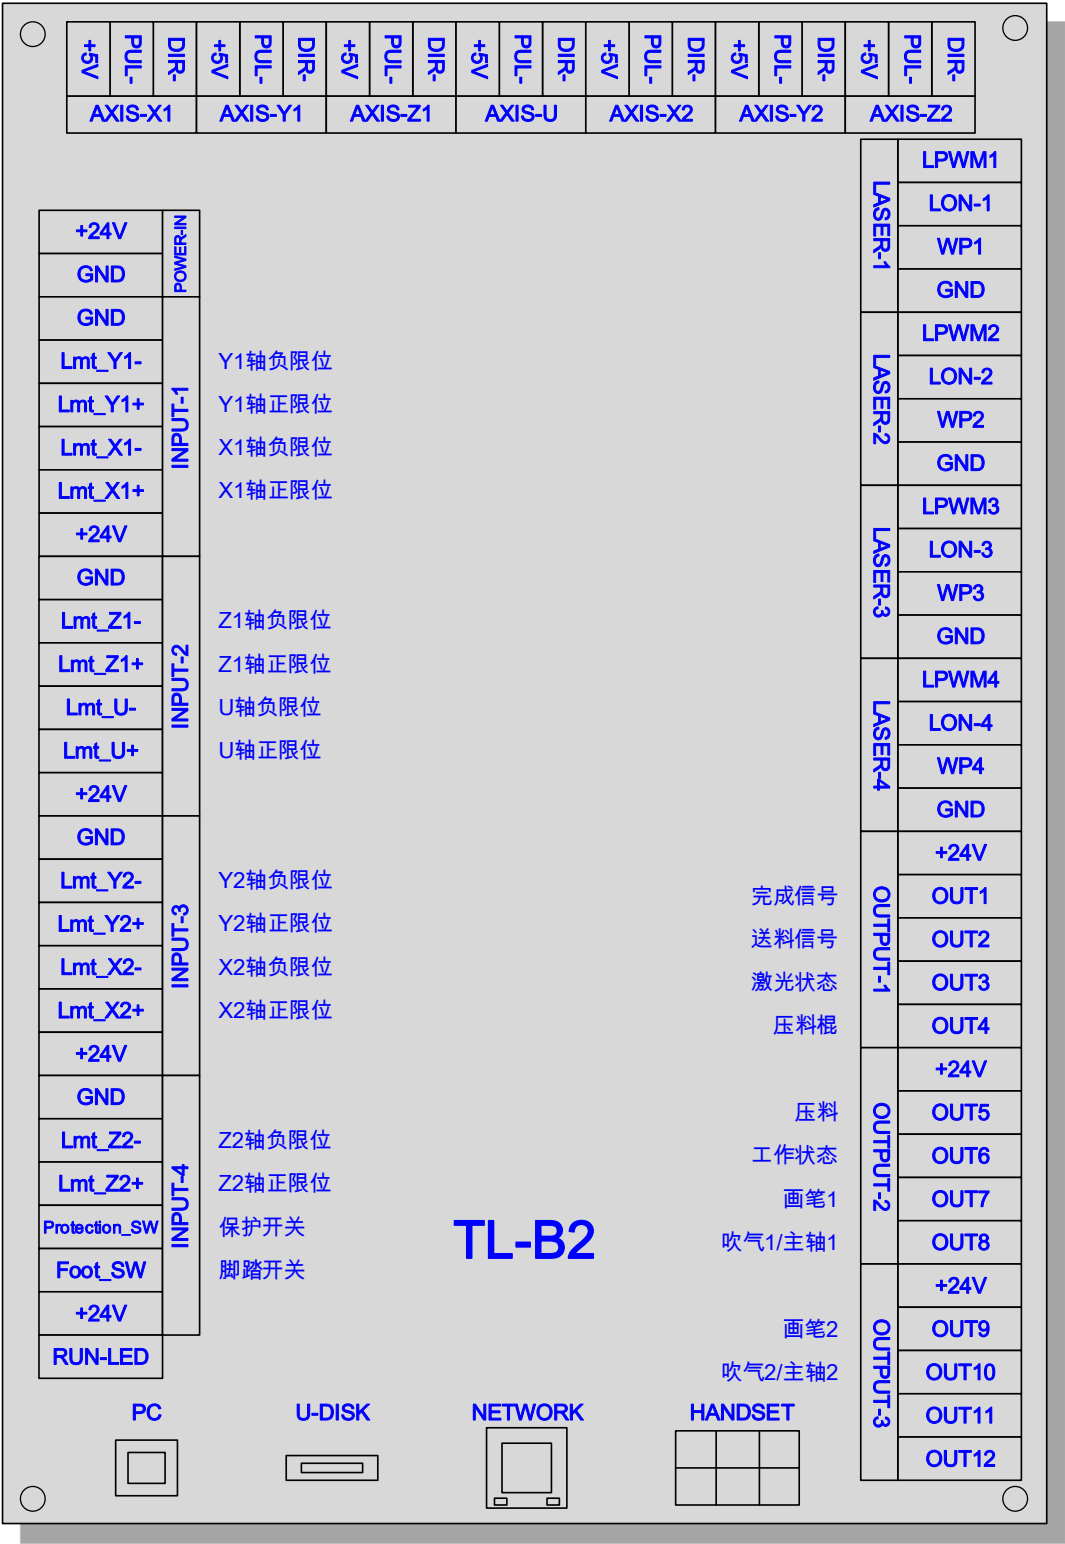 +5V PUL- DIR- +5V PUL- DIR- +5V PUL- DIR- +5V PUL- DIR- +5V PUL- DIR- +5V PUL- DIR- +5V PUL- DIR-
AXIS-X1 AXIS-Y1 AXIS-Z1 AXIS-U AXIS-X2 AXIS-Y2 AXIS-Z2
POWER-IN
+24V
GND
INPUT-1
GND
Lmt_Y1- Y1轴负限位
Lmt_Y1+ Y1轴正限位
Lmt_X1- X1轴负限位
Lmt_X1+ X1轴正限位
+24V
INPUT-2
GND
Lmt_Z1- Z1轴负限位
Lmt_Z1+ Z1轴正限位
Lmt_U- U轴负限位
Lmt_U+ U轴正限位
+24V
INPUT-3
GND
Lmt_Y2- Y2轴负限位
Lmt_Y2+ Y2轴正限位
Lmt_X2- X2轴负限位
Lmt_X2+ X2轴正限位
+24V
INPUT-4
GND
Lmt_Z2- Z2轴负限位
Lmt_Z2+ Z2轴正限位
Protection_SW 保护开关
Foot_SW 脚踏开关
+24V
RUN-LED
TL-B2
LASER-1
LPWM1
LON-1
WP1
GND
LASER-2
LPWM2
LON-2
WP2
GND
LASER-3
LPWM3
LON-3
WP3
GND
LASER-4
LPWM4
LON-4
WP4
GND
OUTPUT-1
+24V
完成信号 OUT1
送料信号 OUT2
激光状态 OUT3
压料棍 OUT4
OUTPUT-2
+24V
压料 OUT5
工作状态 OUT6
画笔1 OUT7
吹气1/主轴1 OUT8
OUTPUT-3
+24V
画笔2 OUT9
吹气2/主轴2 OUT10
OUT11
OUT12
PC U-DISK NETWORK HANDSET